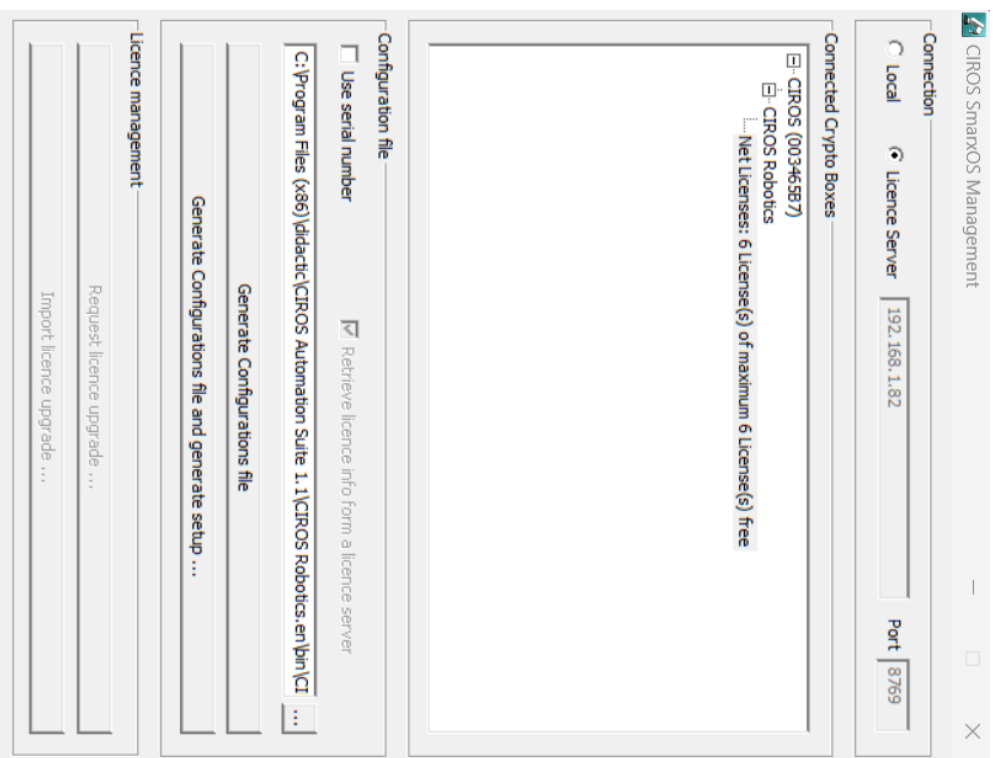 CIROS SmarxOS Management
Connection
Local Licence Server 192.168.1.82 Port 8769
Connected Crypto Boxes
CIROS (003465B7)
CIROS Robotics
Net Licenses: 6 License(s) of maximum 6 License(s) free
Configuration file
Use serial number Retrieve licence info form a licence server
C:\Program Files (x86)\didactic\CIROS Automation Suite 1.1\CIROS Robotics.en\bin\CI ...
Generate Configurations file
Generate Configurations file and generate setup ...
Licence management
Request licence upgrade ...
Import licence upgrade ...